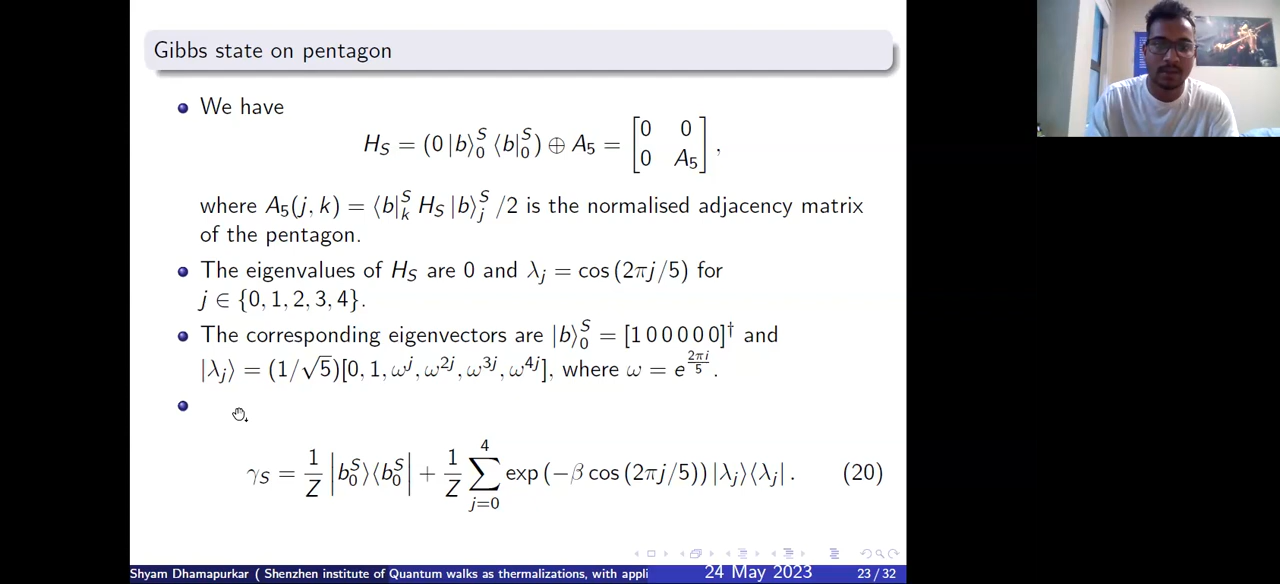 Gibbs state on pentagon
We have
H_S = (0 |b⟩_0^S ⟨b|_0^S) ⊕ A_5 = [0 0; 0 A_5],
where A_5(j, k) = ⟨b|_k^S H_S |b⟩_j^S /2 is the normalised adjacency matrix
of the pentagon.
The eigenvalues of H_S are 0 and λ_j = cos (2πj/5) for
j ∈ {0, 1, 2, 3, 4}.
The corresponding eigenvectors are |b⟩_0^S = [1 0 0 0 0 0]^† and
|λ_j⟩ = (1/√5)[0, 1, ω^j, ω^{2j}, ω^{3j}, ω^{4j}], where ω = e^{2πi/5}.
γ_S = 1/Z |b_0^S⟩⟨b_0^S| + 1/Z ∑_{j=0}^4 exp (−β cos (2πj/5)) |λ_j⟩⟨λ_j| . (20)
Shyam Dhamapurkar ( Shenzhen institute of Quantum walks as thermalizations, with appli 24 May 2023 23 / 32